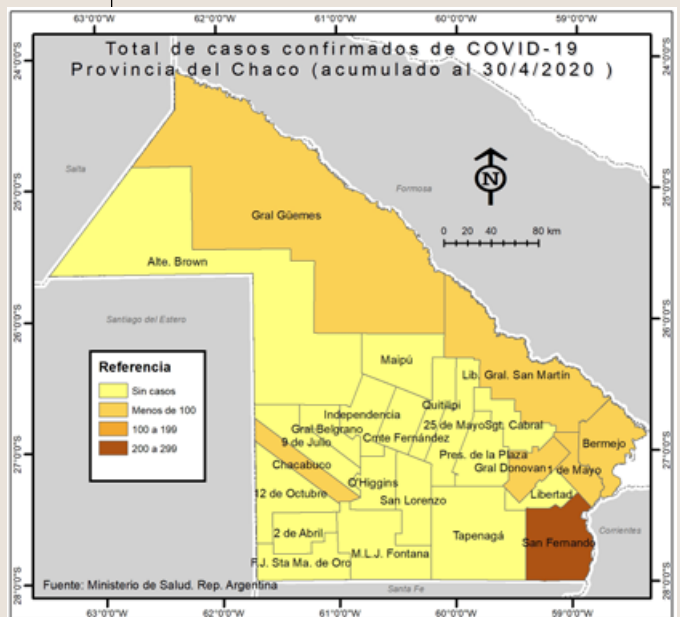 63°0'0"W 62°0'0"W 61°0'0"W 60°0'0"W 59°0'0"W
Total de casos confirmados de COVID-19
Provincia del Chaco (acumulado al 30/4/2020 )
24°0'0"S 24°0'0"S
Salta
Formosa
N
25°0'0"S 25°0'0"S
Gral Güemes
0 20 40 80 km
Alte. Brown
Santiago del Estero
26°0'0"S 26°0'0"S
Referencia
Sin casos
Menos de 100
100 a 199
200 a 299
Maipú
Lib. Gral. San Martín
Quitilipi
Independencia
25 de Mayo
Sgt. Cabral
Gral Belgrano
Cmte Fernández
9 de Julio
Bermejo
27°0'0"S 27°0'0"S
Pres. de la Plaza
Chacabuco
Gral Donovan
1 de Mayo
O'Higgins
12 de Octubre
San Lorenzo
Libertad
2 de Abril
Tapenagá
San Fernando
Corrientes
F.J. Sta Ma. de Oro
M.L.J. Fontana
28°0'0"S 28°0'0"S
Fuente: Ministerio de Salud. Rep. Argentina
Santa Fe
63°0'0"W 62°0'0"W 61°0'0"W 60°0'0"W 59°0'0"W